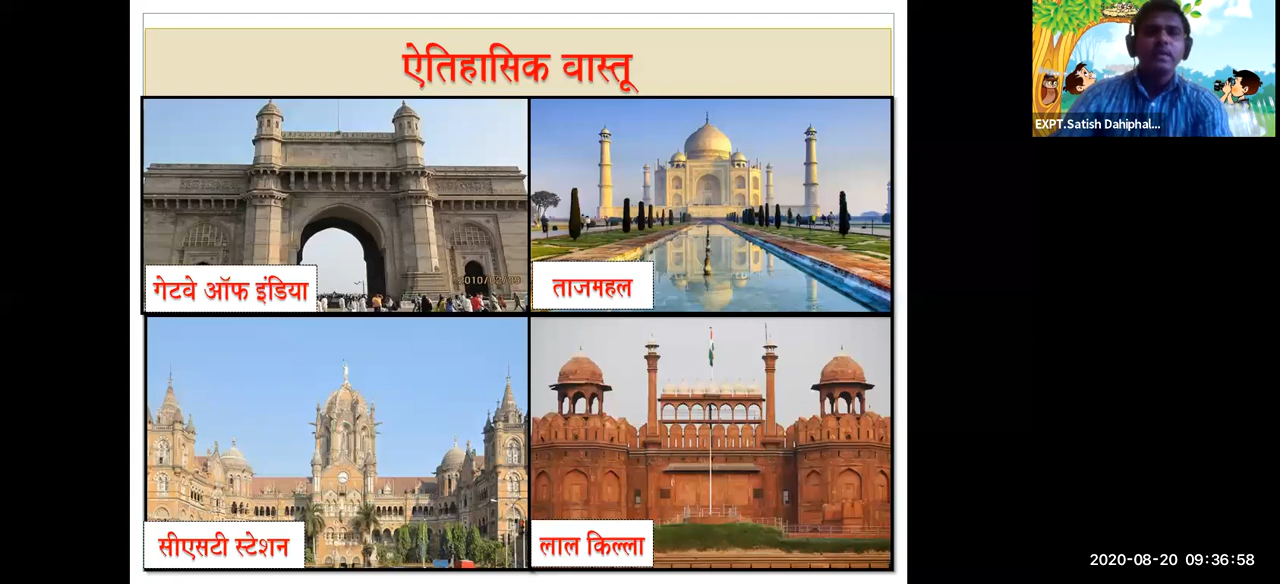 ऐतिहासिक वास्तू
गेटवे ऑफ इंडिया
ताजमहल
सीएसटी स्टेशन
लाल किल्ला
EXPT.Satish Dahiphal...
2020-08-20 09:36:58